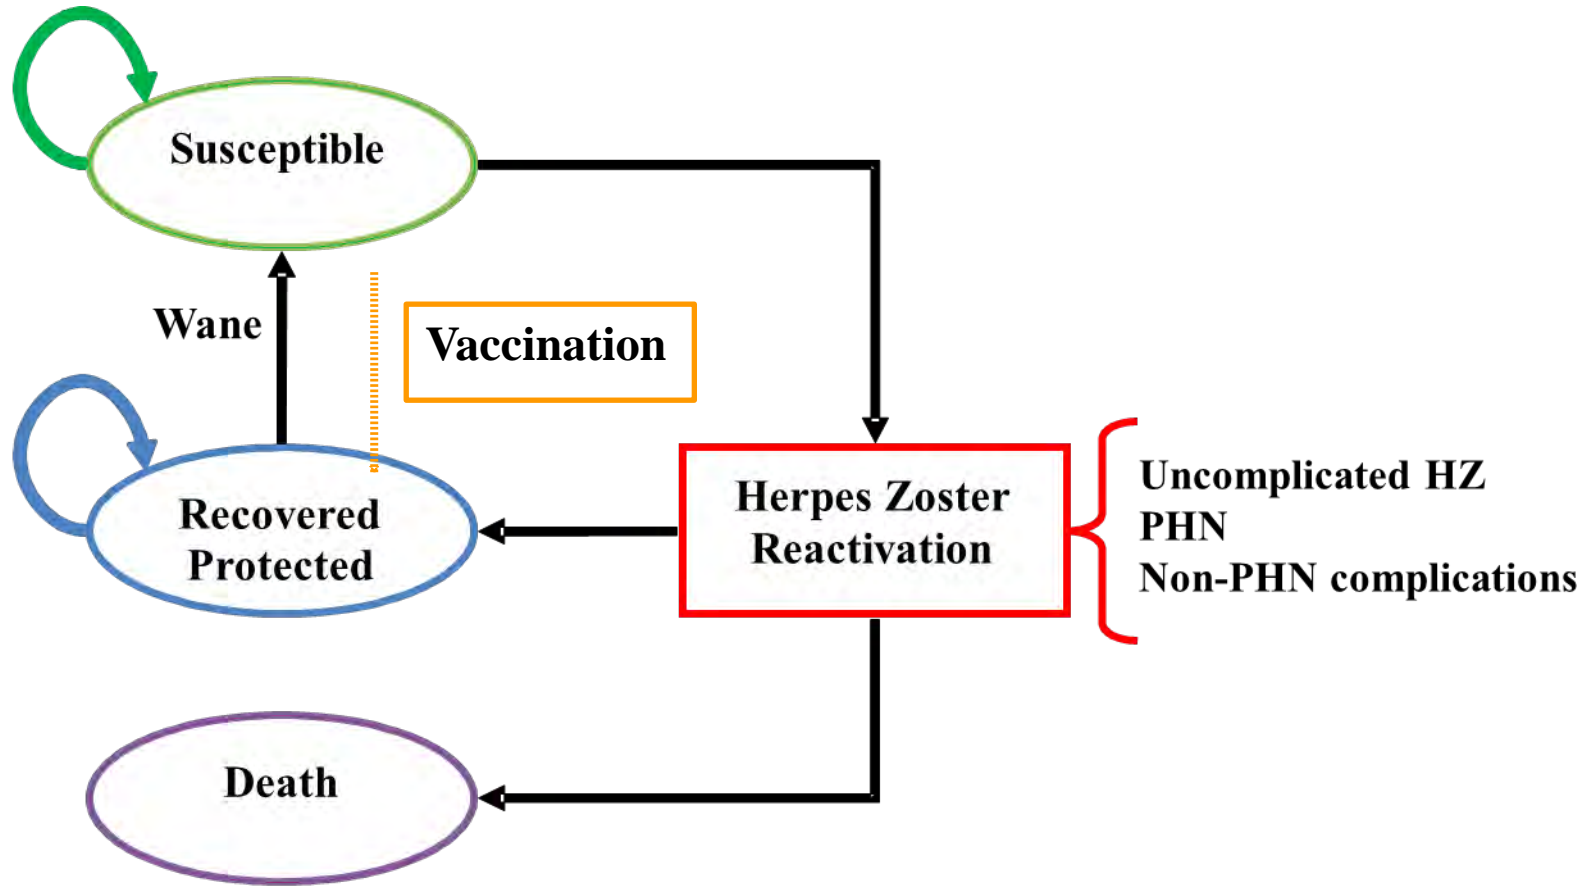 Susceptible
Wane
Vaccination
Recovered
Protected
Herpes Zoster
Reactivation
Uncomplicated HZ
PHN
Non-PHN complications
Death